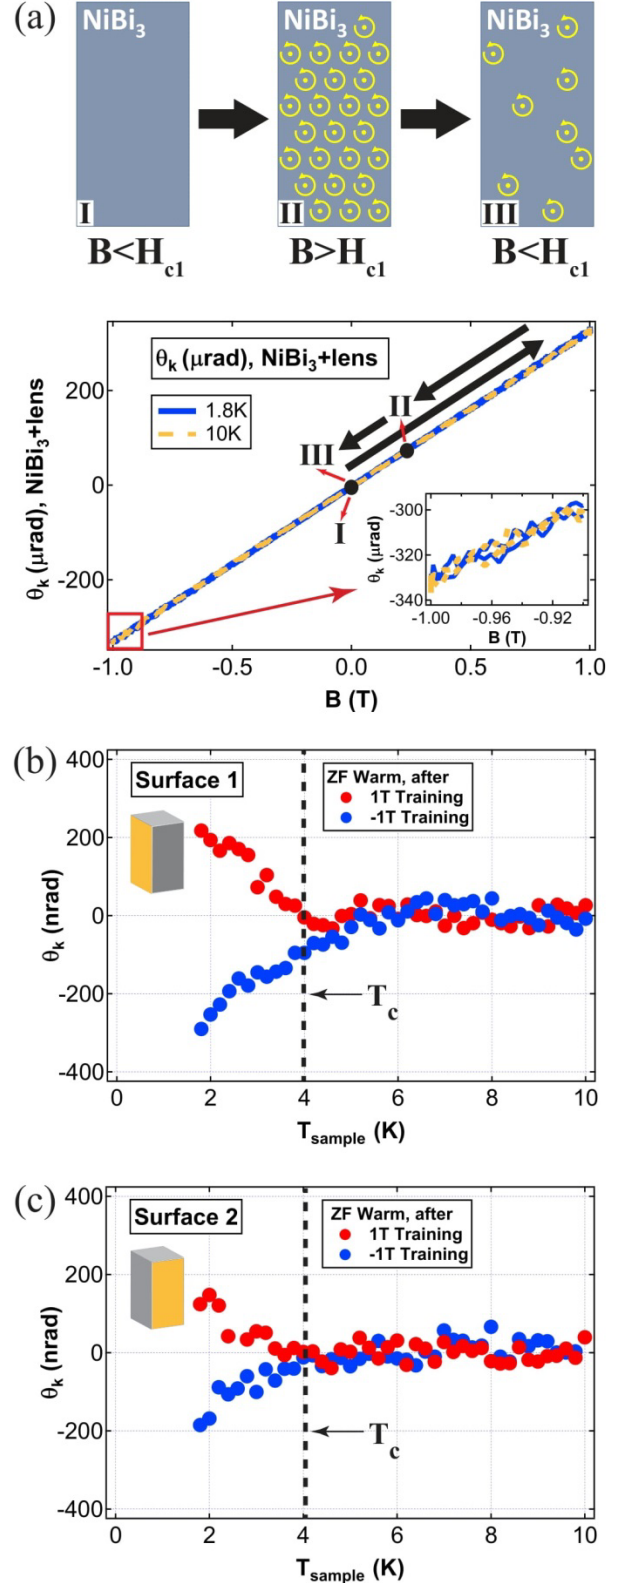 (a)
NiBi3 NiBi3 NiBi3
I II III
B<Hc1 B>Hc1 B<Hc1
θk (μrad), NiBi3+lens
1.8K
10K
II
III
I
θk (μrad), NiBi3+lens
200
0
-200
-1.0 -0.5 0.0 0.5 1.0
B (T)
θk (μrad)
-300
-320
-340
-1.00 -0.96 -0.92
B (T)
(b)
Surface 1
ZF Warm, after
1T Training
-1T Training
θk (nrad)
400
200
0
-200
-400
Tc
0 2 4 6 8 10
Tsample (K)
(c)
Surface 2
ZF Warm, after
1T Training
-1T Training
θk (nrad)
400
200
0
-200
-400
Tc
0 2 4 6 8 10
Tsample (K)